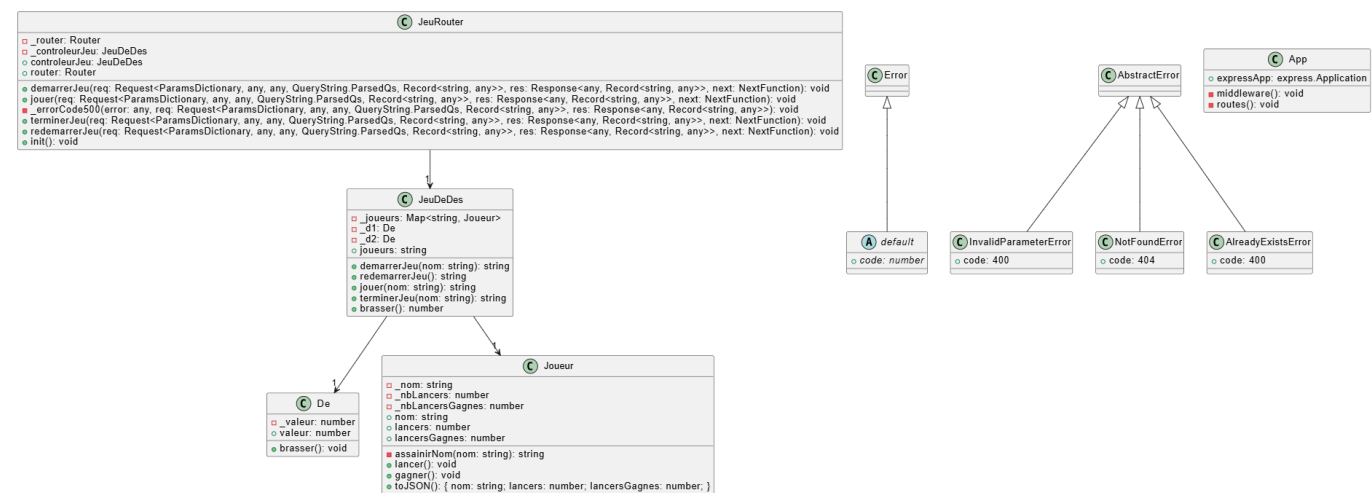 C JeuRouter
_router: Router
_controleurJeu: JeuDeDes
controleurJeu: JeuDeDes
router: Router
demarrerJeu(req: Request<ParamsDictionary, any, any, QueryString.ParsedQs, Record<string, any>>, res: Response<any, Record<string, any>>, next: NextFunction): void
jouer(req: Request<ParamsDictionary, any, any, QueryString.ParsedQs, Record<string, any>>, res: Response<any, Record<string, any>>, next: NextFunction): void
_errorCode500(error: any, req: Request<ParamsDictionary, any, any, QueryString.ParsedQs, Record<string, any>>, res: Response<any, Record<string, any>>): void
terminerJeu(req: Request<ParamsDictionary, any, any, QueryString.ParsedQs, Record<string, any>>, res: Response<any, Record<string, any>>, next: NextFunction): void
redemarrerJeu(req: Request<ParamsDictionary, any, any, QueryString.ParsedQs, Record<string, any>>, res: Response<any, Record<string, any>>, next: NextFunction): void
init(): void
1
C JeuDeDes
_joueurs: Map<string, Joueur>
_d1: De
_d2: De
joueurs: string
demarrerJeu(nom: string): string
redemarrerJeu(): string
jouer(nom: string): string
terminerJeu(nom: string): string
brasser(): number
1
1
C De
_valeur: number
valeur: number
brasser(): void
C Joueur
_nom: string
_nbLancers: number
_nbLancersGagnes: number
nom: string
lancers: number
lancersGagnes: number
assainirNom(nom: string): string
lancer(): void
gagner(): void
toJSON(): { nom: string; lancers: number; lancersGagnes: number; }
C Error
A default
code: number
C AbstractError
C InvalidParameterError
code: 400
C NotFoundError
code: 404
C AlreadyExistsError
code: 400
C App
expressApp: express.Application
middleware(): void
routes(): void